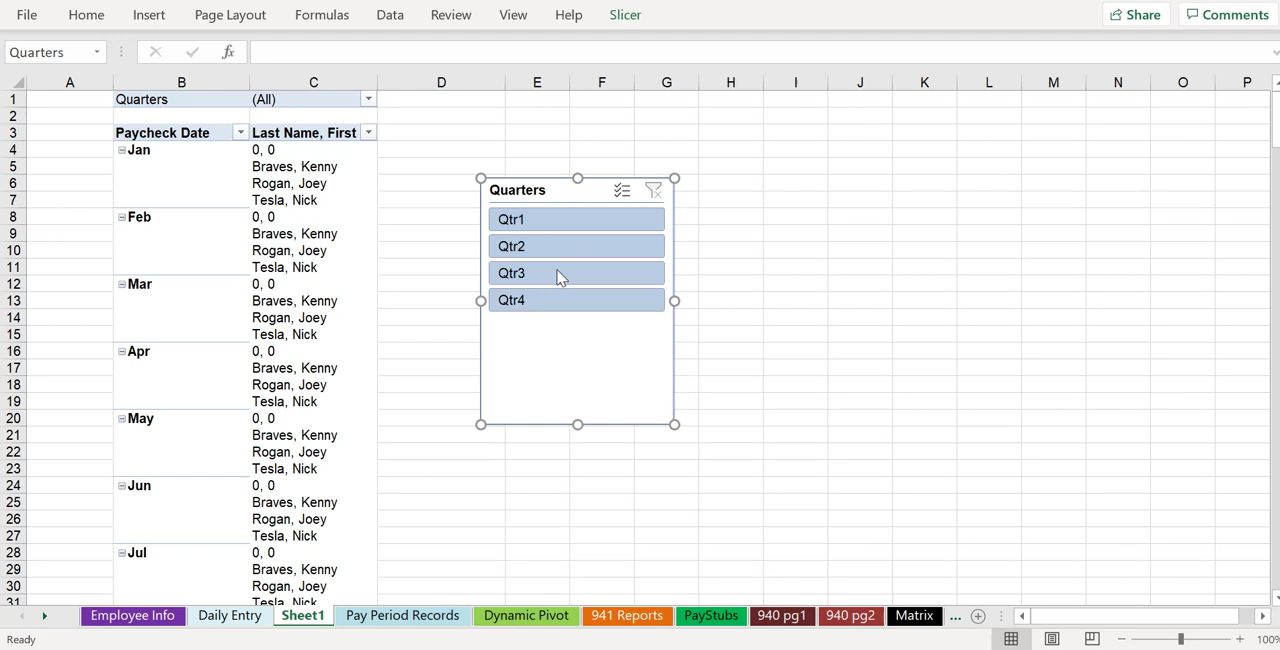 File Home Insert Page Layout Formulas Data Review View Help Slicer Share Comments
Quarters fx
A B C D E F G H I J K L M N O P
1 Quarters (All)
2
3 Paycheck Date Last Name, First
4 Jan 0, 0
5 Braves, Kenny
6 Rogan, Joey
7 Tesla, Nick
8 Feb 0, 0
9 Braves, Kenny
10 Rogan, Joey
11 Tesla, Nick
12 Mar 0, 0
13 Braves, Kenny
14 Rogan, Joey
15 Tesla, Nick
16 Apr 0, 0
17 Braves, Kenny
18 Rogan, Joey
19 Tesla, Nick
20 May 0, 0
21 Braves, Kenny
22 Rogan, Joey
23 Tesla, Nick
24 Jun 0, 0
25 Braves, Kenny
26 Rogan, Joey
27 Tesla, Nick
28 Jul 0, 0
29 Braves, Kenny
30 Rogan, Joey
31 Tesla, Nick
Quarters
Qtr1
Qtr2
Qtr3
Qtr4
Employee Info Daily Entry Sheet1 Pay Period Records Dynamic Pivot 941 Reports PayStubs 940 pg1 940 pg2 Matrix ...
Ready 100%